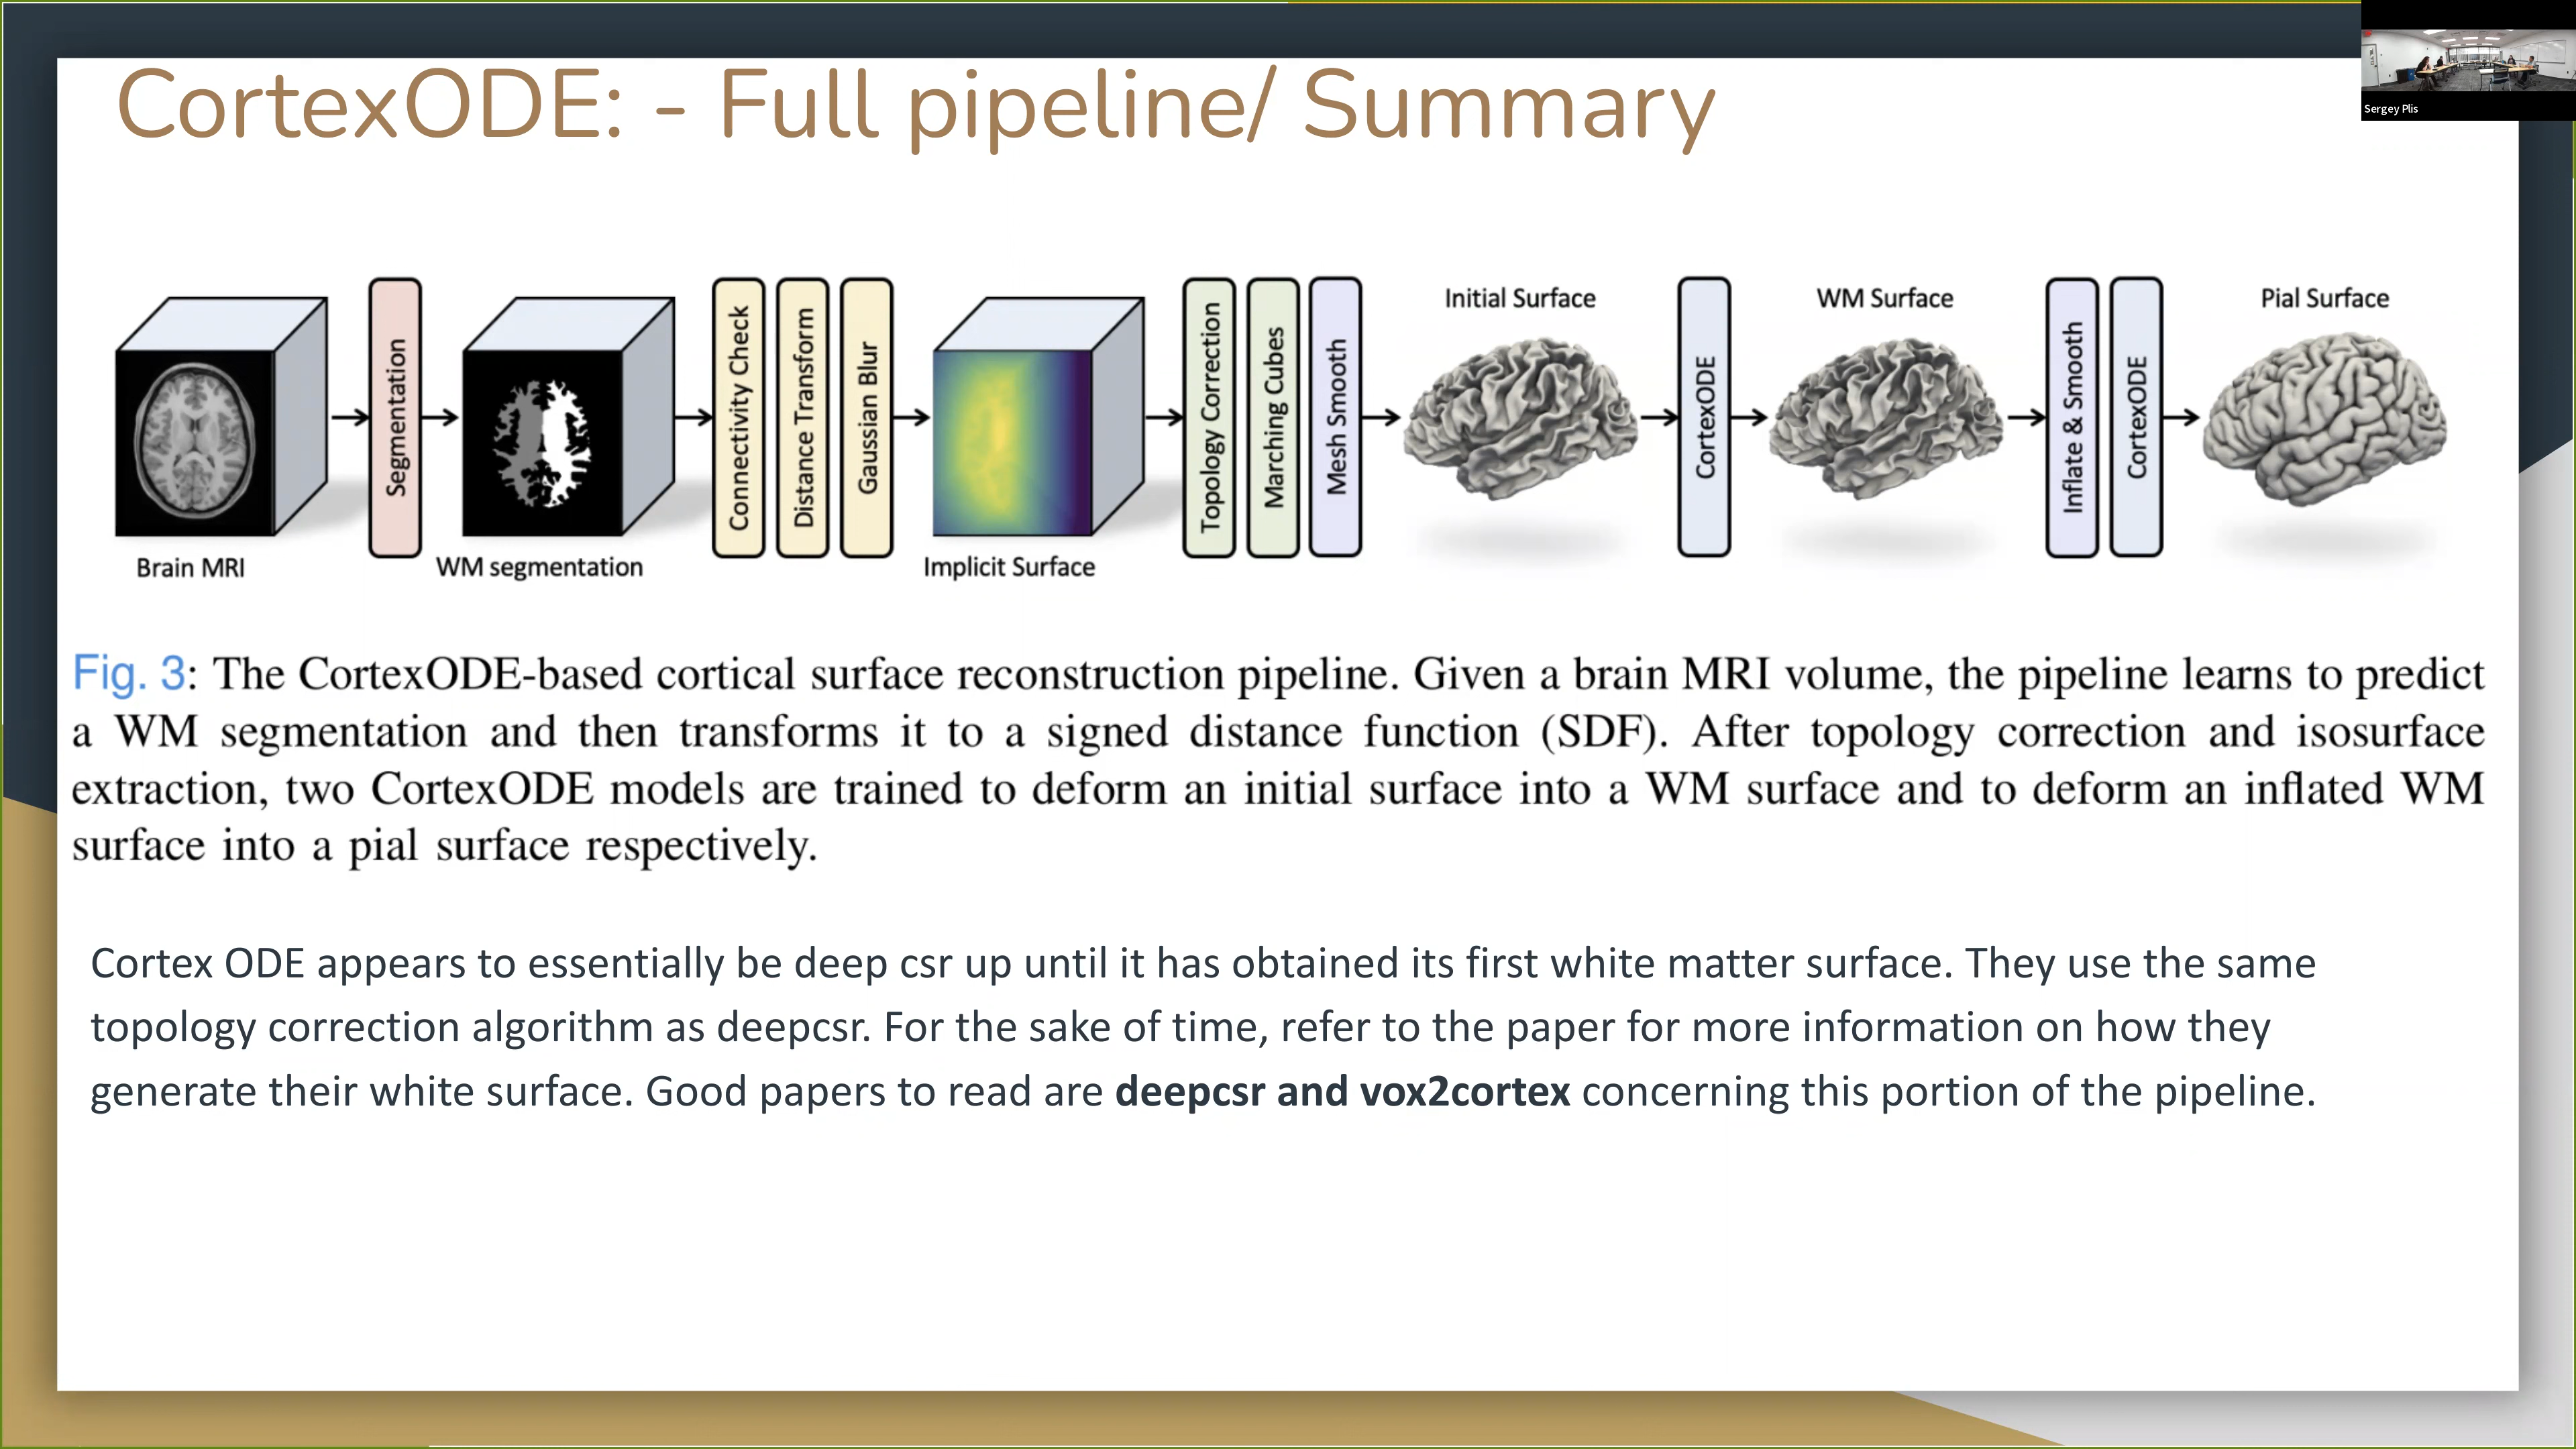 CortexODE: - Full pipeline/ Summary
Sergey Plis
Brain MRI
Segmentation
WM segmentation
Connectivity Check
Distance Transform
Gaussian Blur
Implicit Surface
Topology Correction
Marching Cubes
Mesh Smooth
Initial Surface
CortexODE
WM Surface
Inflate & Smooth
CortexODE
Pial Surface
Fig. 3: The CortexODE-based cortical surface reconstruction pipeline. Given a brain MRI volume, the pipeline learns to predict
a WM segmentation and then transforms it to a signed distance function (SDF). After topology correction and isosurface
extraction, two CortexODE models are trained to deform an initial surface into a WM surface and to deform an inflated WM
surface into a pial surface respectively.
Cortex ODE appears to essentially be deep csr up until it has obtained its first white matter surface. They use the same
topology correction algorithm as deepcsr. For the sake of time, refer to the paper for more information on how they
generate their white surface. Good papers to read are deepcsr and vox2cortex concerning this portion of the pipeline.